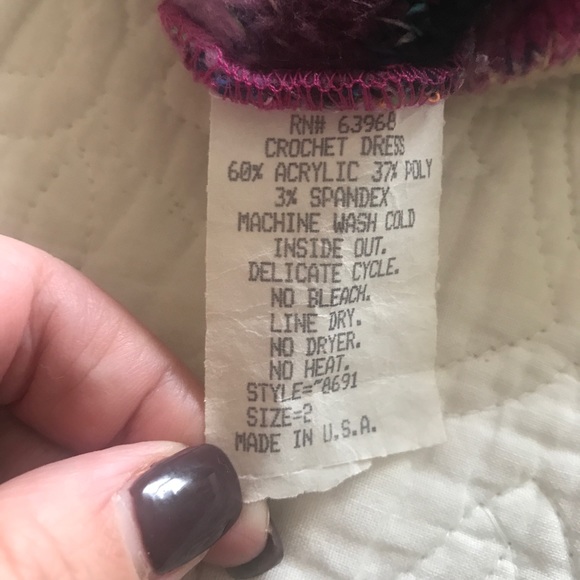 RN# 63968
CROCHET DRESS
60% ACRYLIC 37% POLY
3% SPANDEX
MACHINE WASH COLD
INSIDE OUT.
DELICATE CYCLE.
NO BLEACH.
LINE DRY.
NO DRYER.
NO HEAT.
STYLE=~8691
SIZE=2
MADE IN U.S.A.